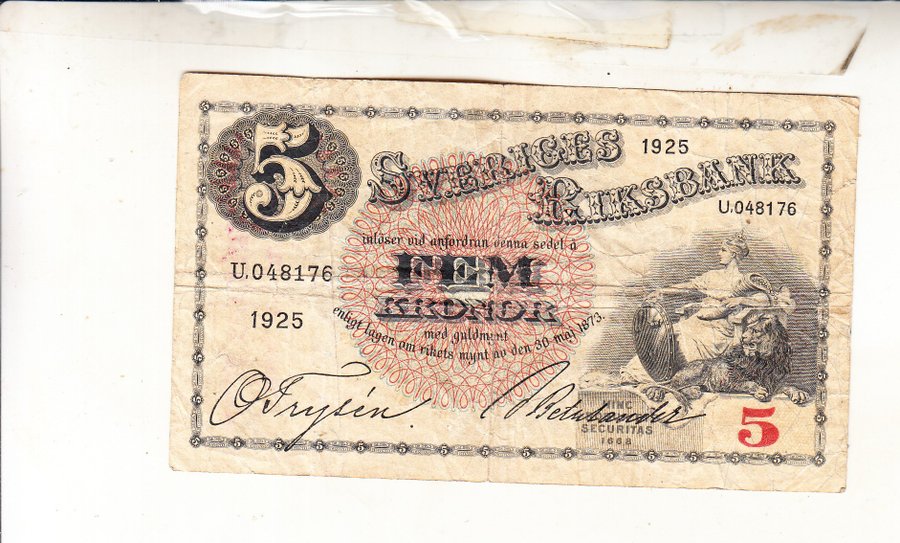 5
SVERIGES
RIKSBANK
1925
U.048176
inlöser vid anfordran denna sedel å
U.048176
FEM
KRONOR
1925
med guldmynt
enligt lagen om rikets mynt av den 30 maj 1873.
O Frysén
HINC
SECURITAS
1668
5